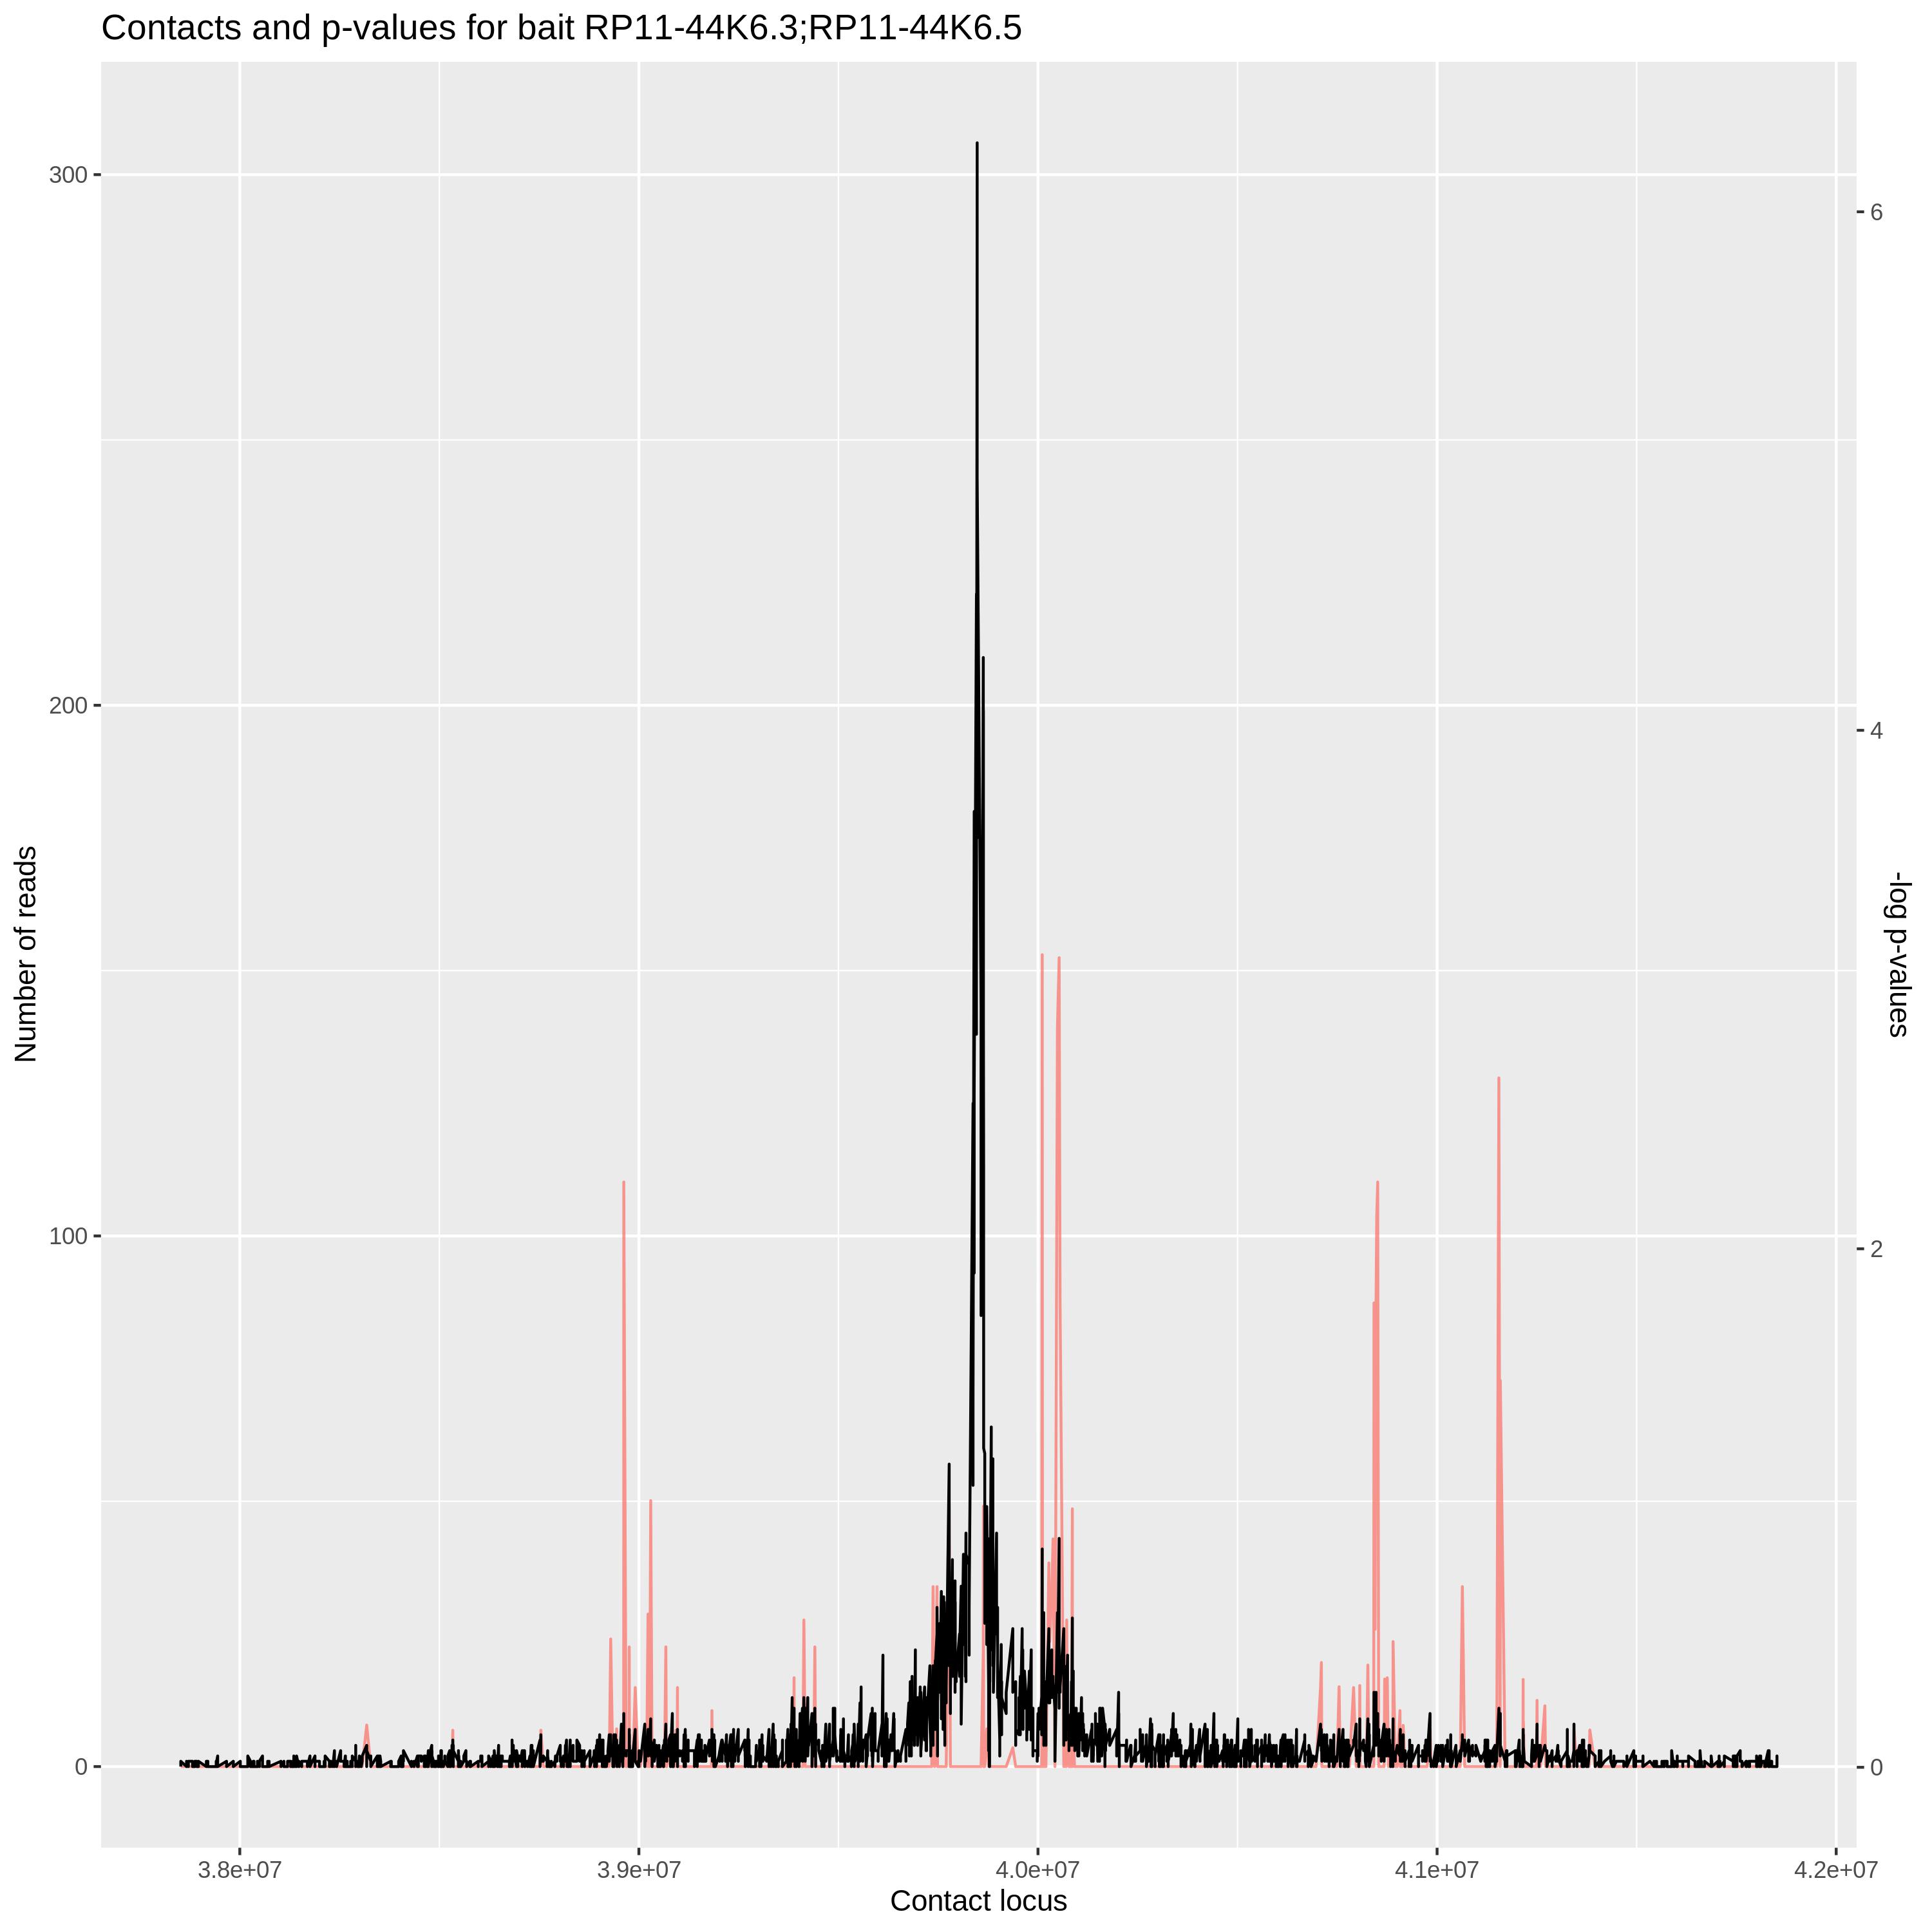 Contacts and p-values for bait RP11-44K6.3;RP11-44K6.5
300
200
100
0
Number of reads
6
4
2
0
-log p-values
3.8e+07
3.9e+07
4.0e+07
4.1e+07
4.2e+07
Contact locus